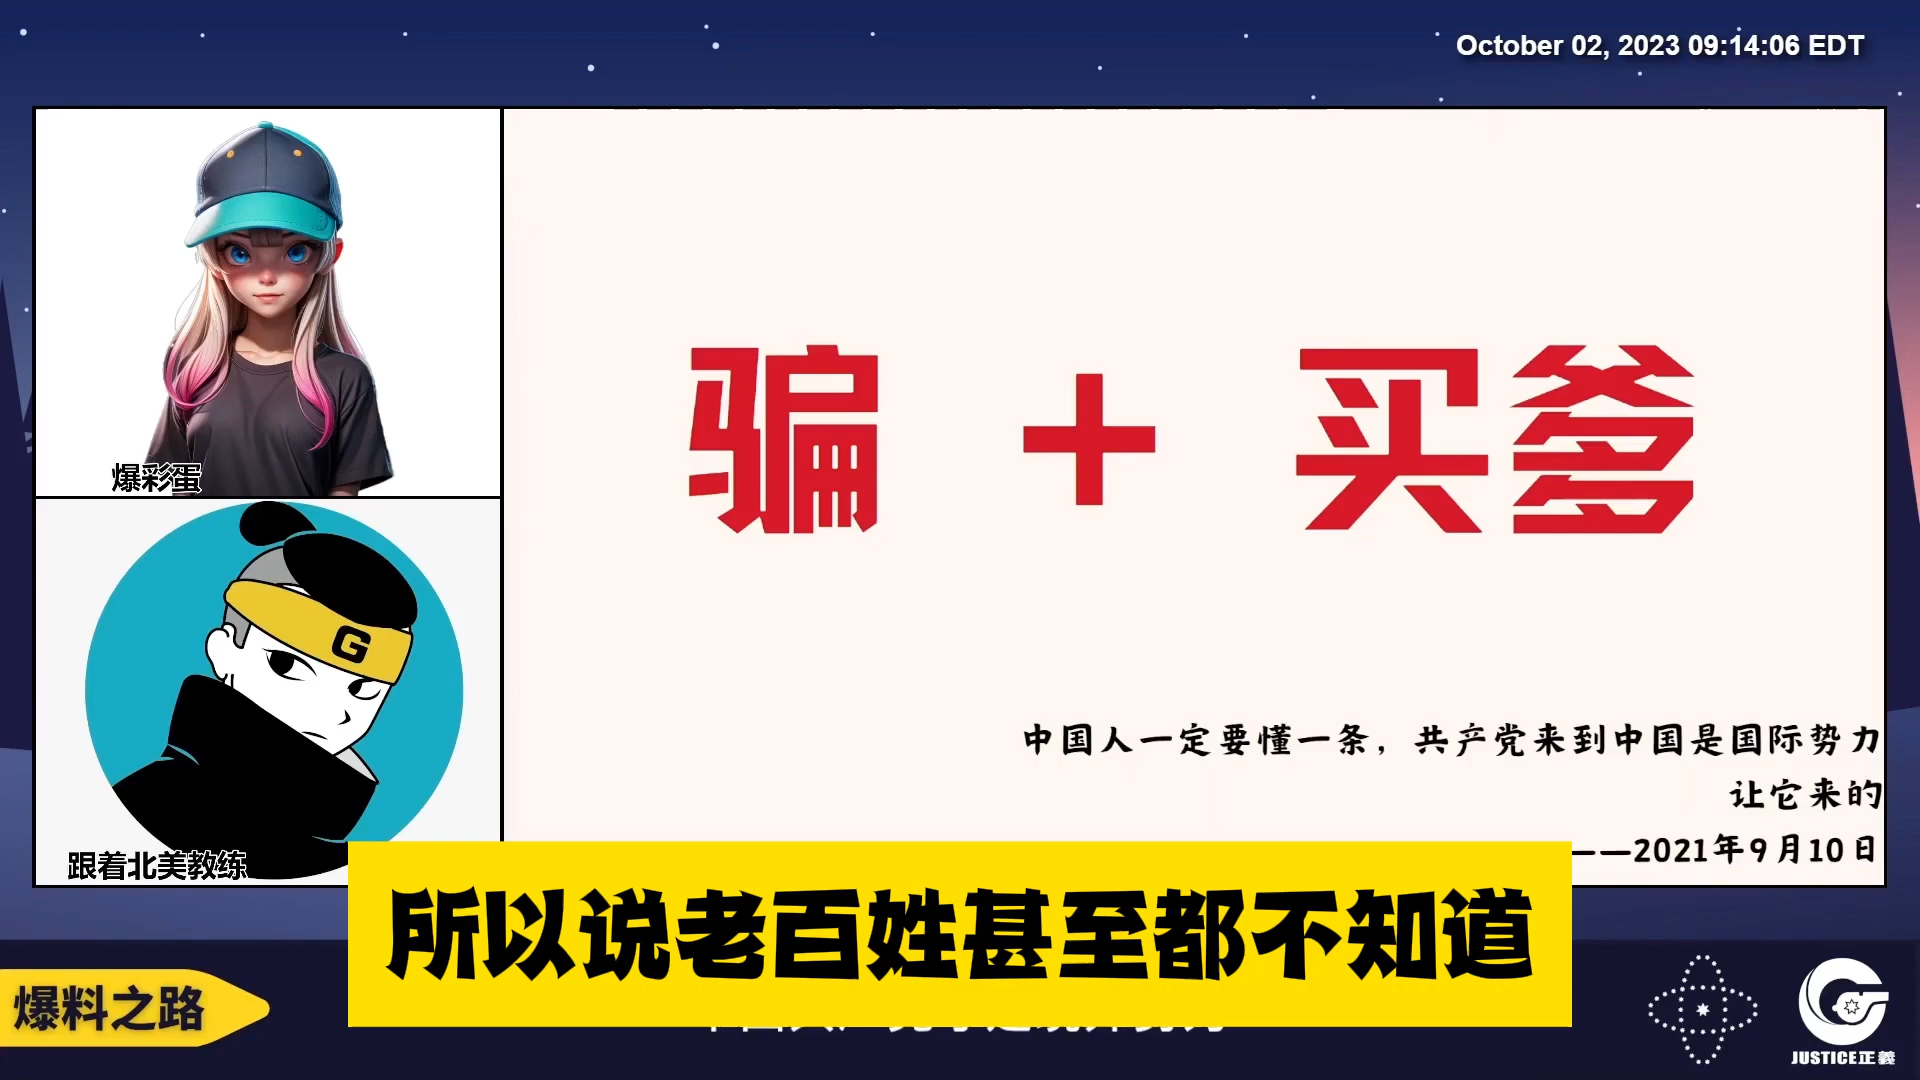 October 02, 2023 09:14:06 EDT
爆彩蛋
骗 + 买爹
G
中国人一定要懂一条，共产党来到中国是国际势力
让它来的
——2021年9月10日
跟着北美教练
所以说老百姓甚至都不知道
爆料之路
JUSTICE正義